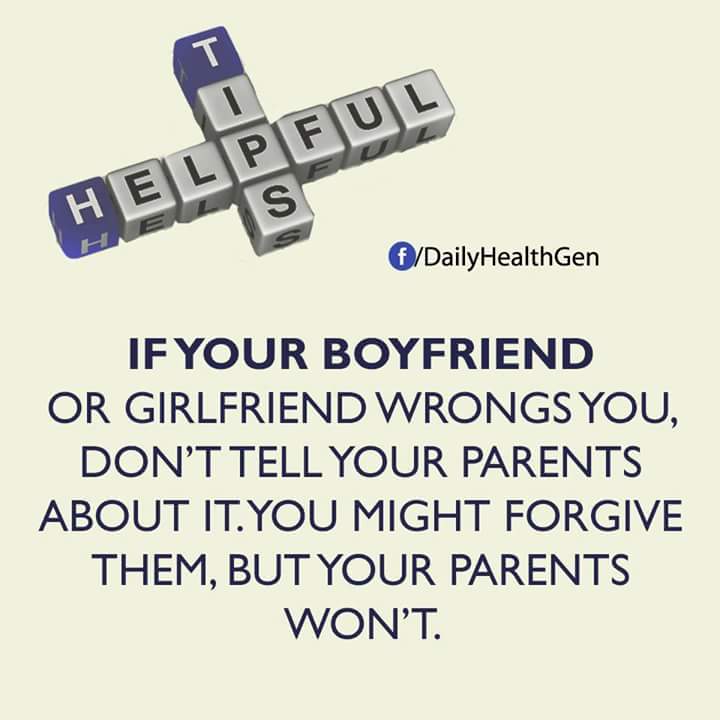 TIPS
HELPFUL
f/DailyHealthGen
IF YOUR BOYFRIEND
OR GIRLFRIEND WRONGS YOU,
DON'T TELL YOUR PARENTS
ABOUT IT. YOU MIGHT FORGIVE
THEM, BUT YOUR PARENTS
WON'T.